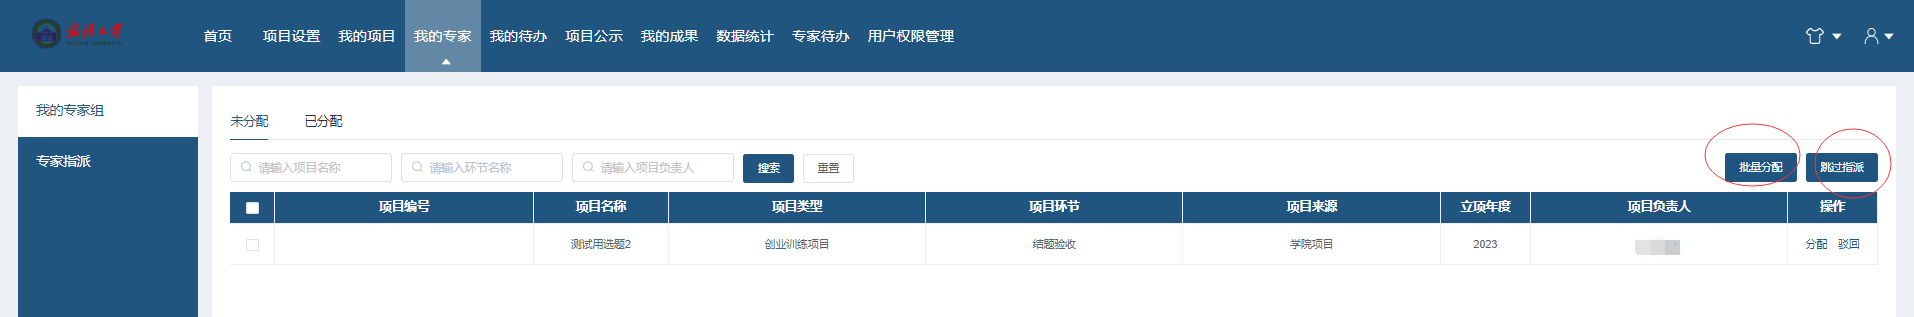 武汉大学
WUHAN UNIVERSITY
首页 项目设置 我的项目 我的专家 我的待办 项目公示 我的成果 数据统计 专家待办 用户权限管理
我的专家组
专家指派
未分配 已分配
请输入项目名称 请输入环节名称 请输入项目负责人 搜索 重置 批量分配 跳过指派
项目编号 项目名称 项目类型 项目环节 项目来源 立项年度 项目负责人 操作
测试用选题2 创业训练项目 结题验收 学院项目 2023 分配 驳回